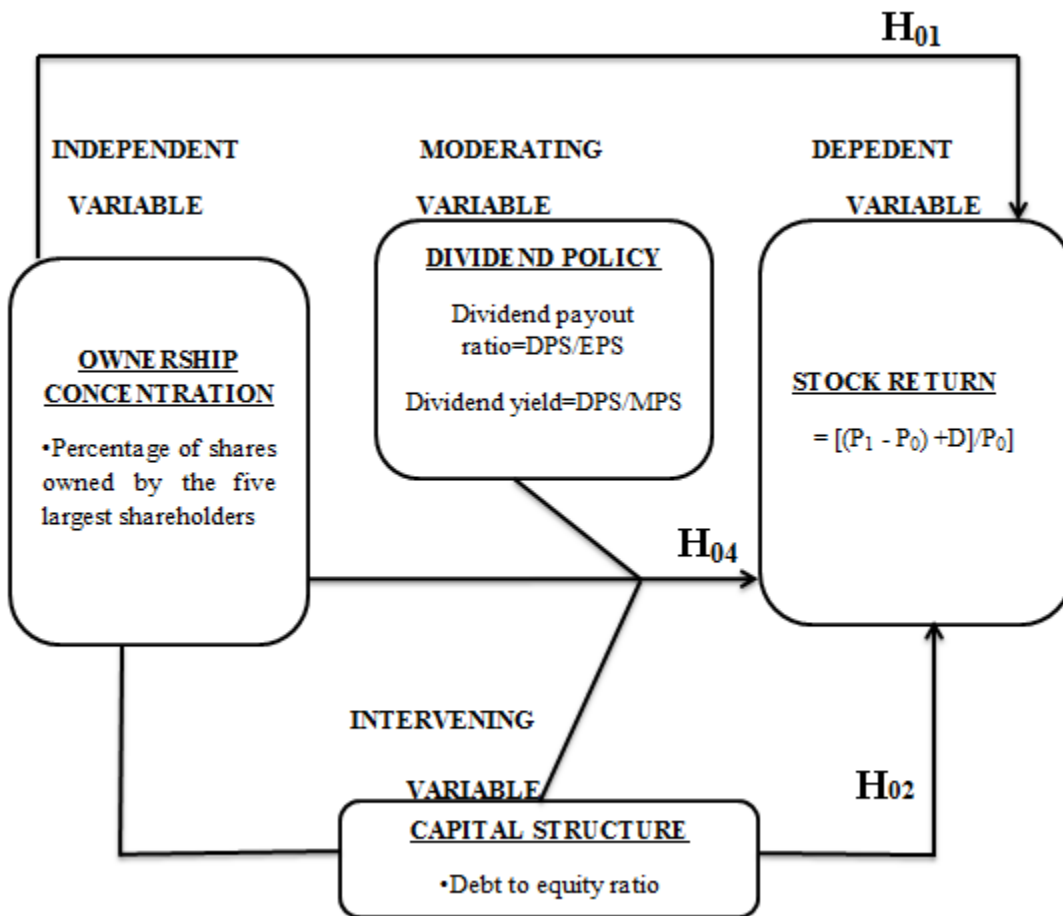 H₀₁
INDEPENDENT
VARIABLE
MODERATING
VARIABLE
DEPEDENT
VARIABLE
DIVIDEND POLICY
Dividend payout
ratio=DPS/EPS
Dividend yield=DPS/MPS
OWNERSHIP
CONCENTRATION
•Percentage of shares
owned by the five
largest shareholders
STOCK RETURN
= [(P₁ - P₀) +D]/P₀]
H₀₄
INTERVENING
VARIABLE
H₀₂
CAPITAL STRUCTURE
•Debt to equity ratio